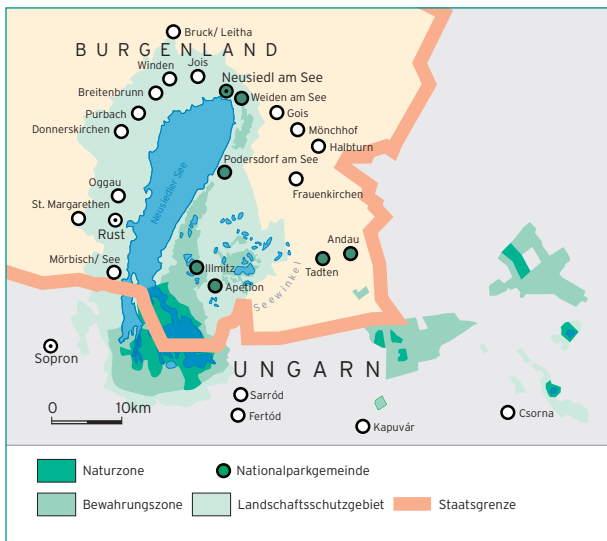 Bruck/ Leitha
BURGENLAND
Winden
Jois
Neusiedl am See
Breitenbrunn
Weiden am See
Purbach
Gois
Donnerskirchen
Mönchhof
Halbturn
Podersdorf am See
Neusiedler See
Oggau
Frauenkirchen
St. Margarethen
Rust
Andau
Mörbisch/ See
Illmitz
Tadten
Apetlon
Seewinkel
Sopron
UNGARN
Sarród
0 10km
Fertód
Csorna
Kapuvár
Naturzone
Nationalparkgemeinde
Bewahrungszone
Landschaftsschutzgebiet
Staatsgrenze